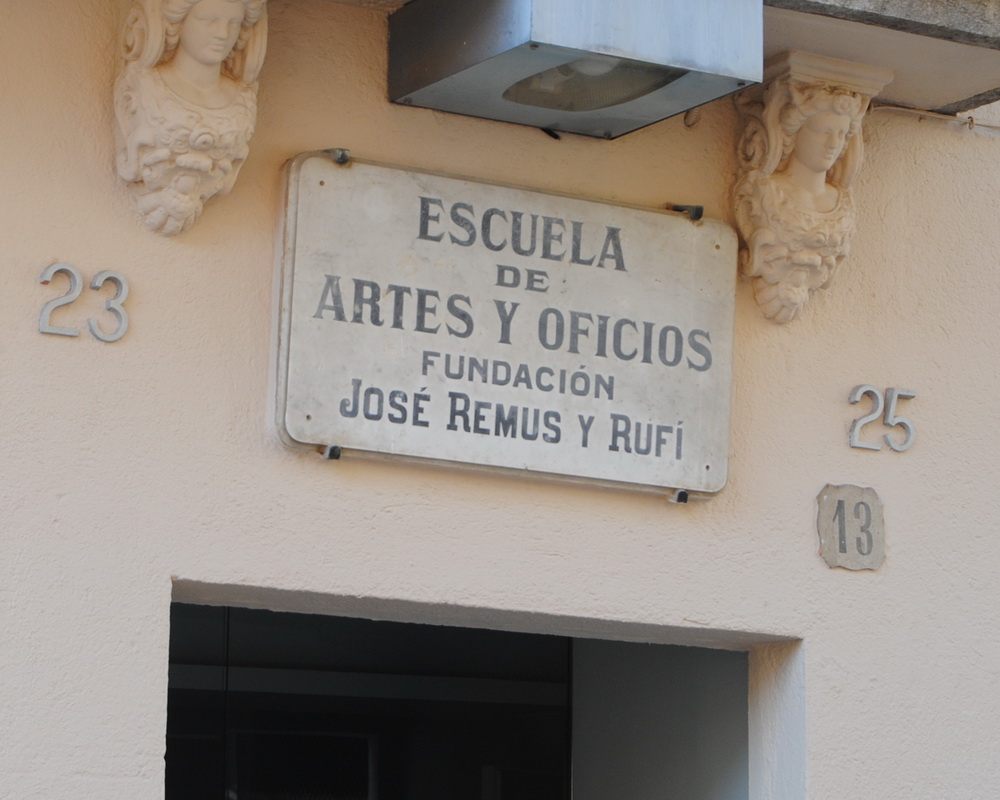 ESCUELA
DE
ARTES Y OFICIOS
FUNDACIÓN
JOSÉ REMUS Y RUFÍ
23
25
13